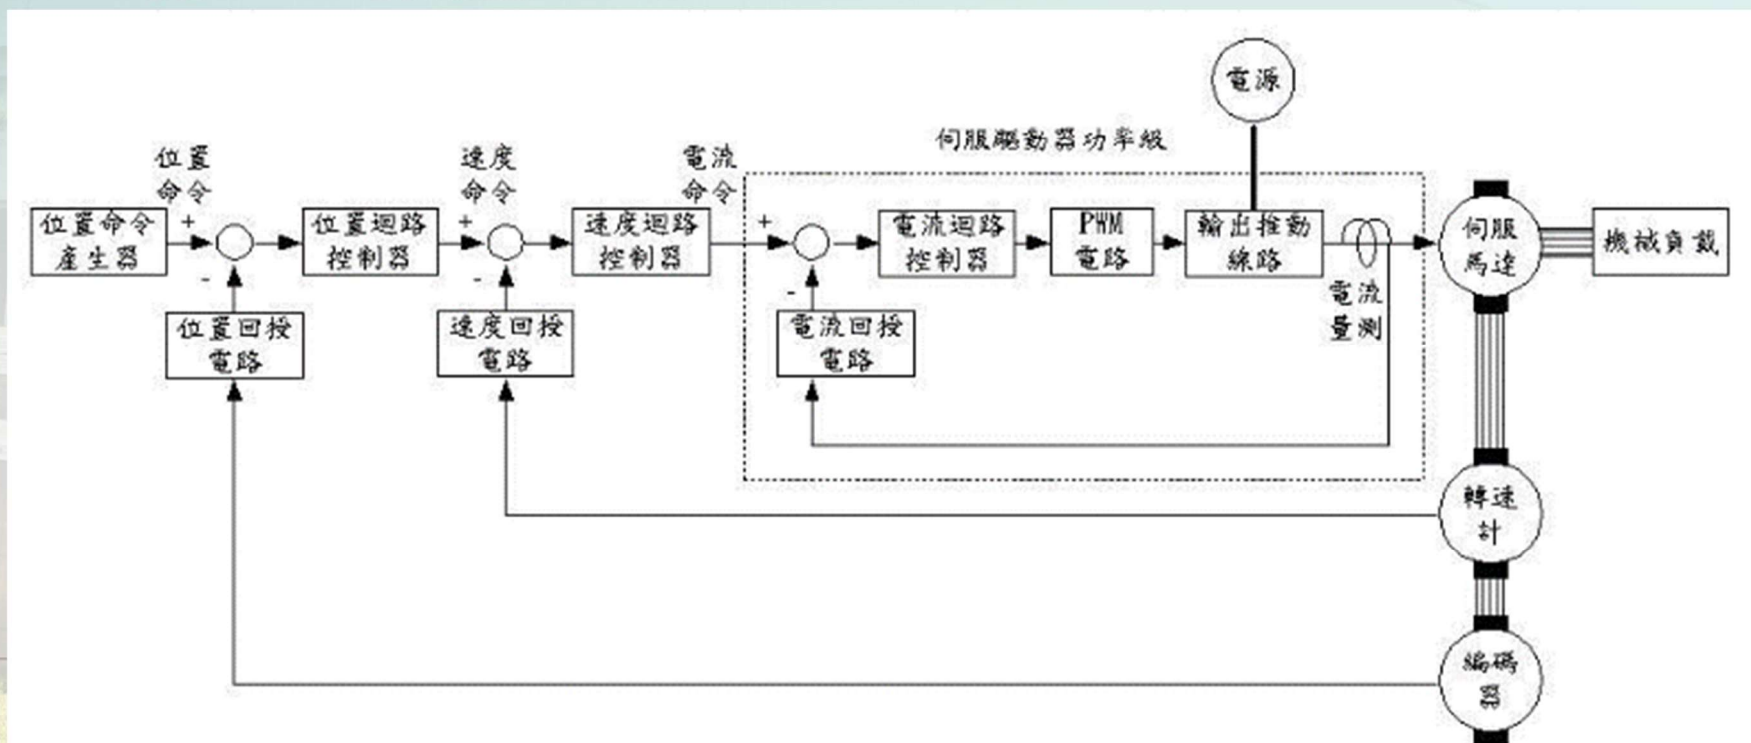 電源
伺服驅動器功率級
位置
命令
速度
命令
電流
命令
位置命令
產生器
+
位置迴路
控制器
+
速度迴路
控制器
+
電流迴路
控制器
PWM
電路
輸出推動
線路
伺服
馬達
機械負載
-
位置回授
電路
-
速度回授
電路
-
電流回授
電路
電流
量測
轉速
計
編碼
器